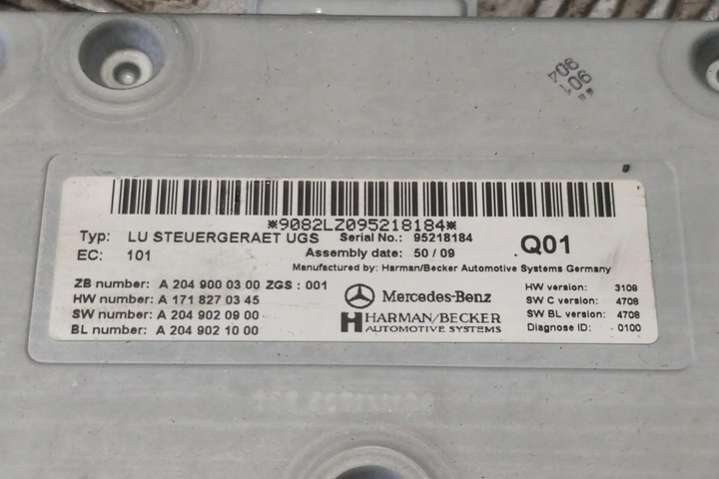 *9082LZ095218184*
Typ: LU STEUERGERAET UGS Serial No.: 95218184
EC: 101 Assembly date: 50 / 09 Q01
Manufactured by: Harman/Becker Automotive Systems Germany
ZB number: A 204 900 03 00 ZGS : 001
HW number: A 171 827 03 45
SW number: A 204 902 09 00
BL number: A 204 902 10 00
Mercedes-Benz
HARMAN/BECKER
AUTOMOTIVE SYSTEMS
HW version: 3109
SW C version: 4708
SW BL version: 4708
Diagnose ID: 0100